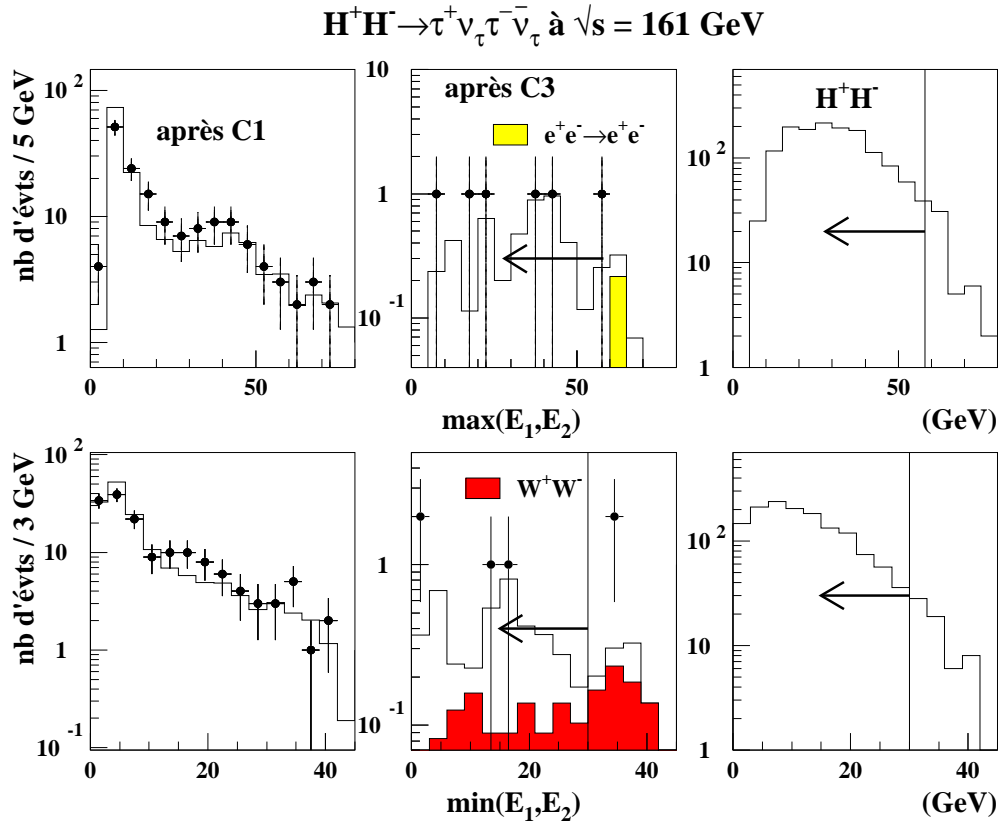 H⁺H⁻→τ⁺ν_τ τ⁻ν̄_τ à √s = 161 GeV
nb d'évts / 5 GeV
10²
10
1
0
50
après C1
10
1
10⁻¹
0
50
après C3
e⁺e⁻→e⁺e⁻
max(E₁,E₂)
10²
10
1
0
50
H⁺H⁻
(GeV)
nb d'évts / 3 GeV
10²
10
1
10⁻¹
0
20
40
1
10⁻¹
0
20
40
W⁺W⁻
min(E₁,E₂)
10²
10
1
0
20
40
(GeV)